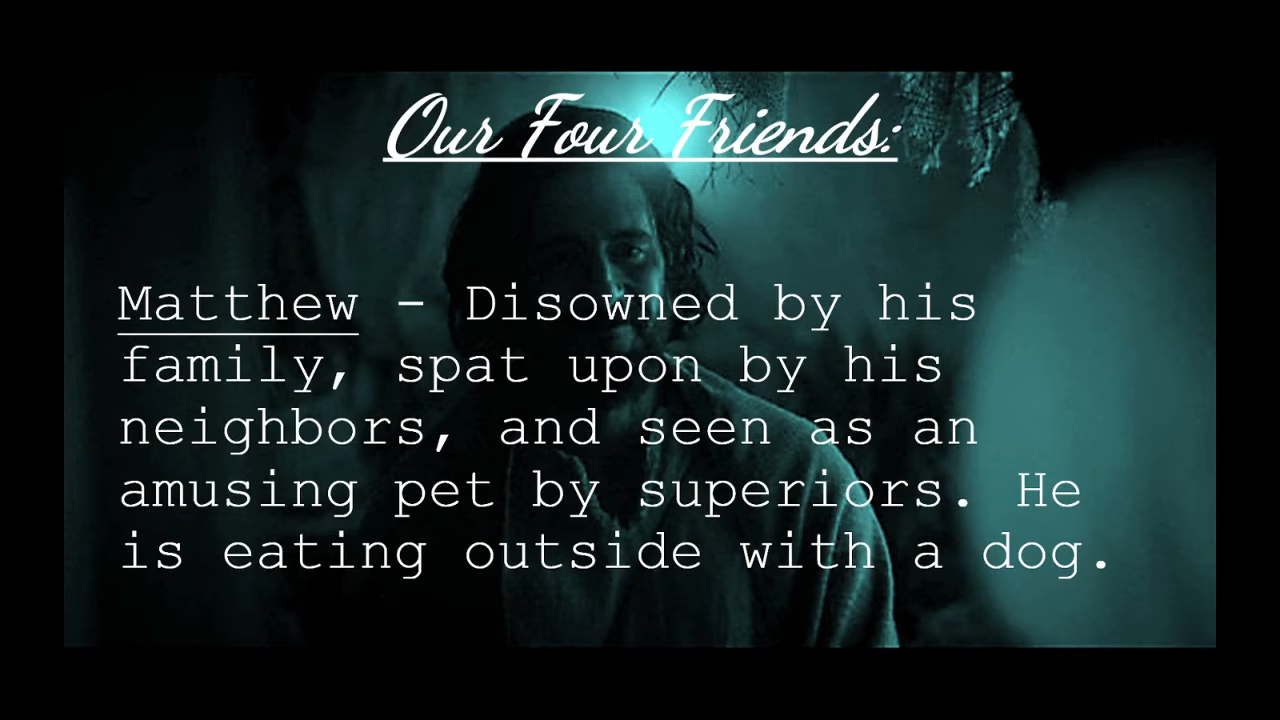 Our Four Friends:
Matthew - Disowned by his
family, spat upon by his
neighbors, and seen as an
amusing pet by superiors. He
is eating outside with a dog.